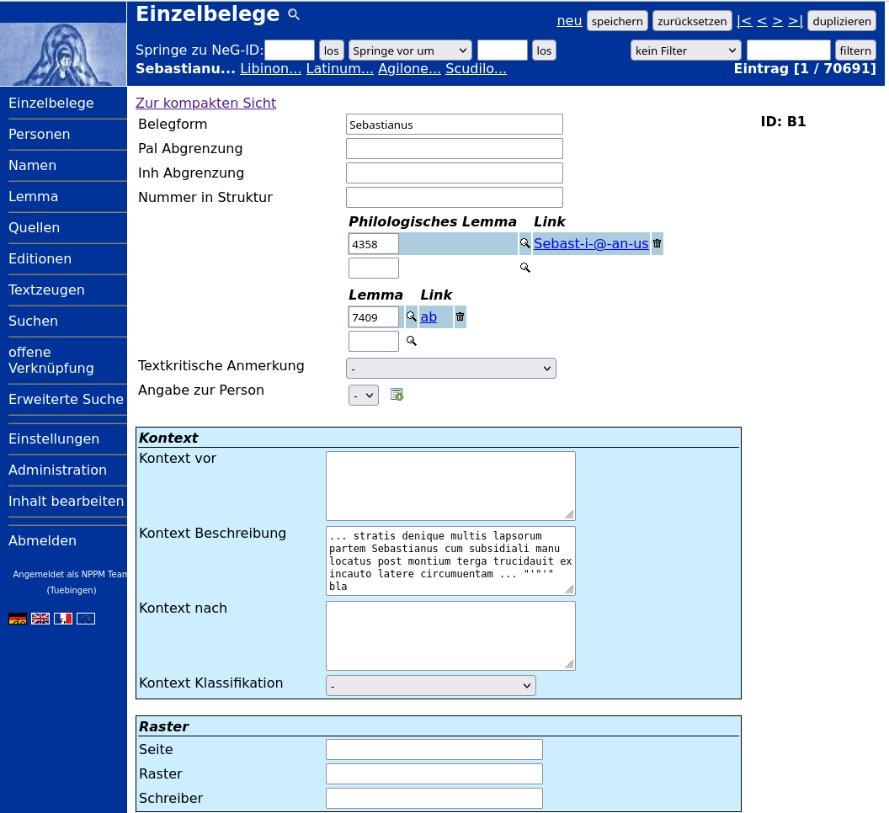 Einzelbelege
neu speichern zurücksetzen |< < > >| duplizieren
Springe zu NeG-ID: los Springe vor um los kein Filter filtern
Sebastianu... Libinon... Latinum... Agilone... Scudilo... Eintrag [1 / 70691]
Einzelbelege
Personen
Namen
Lemma
Quellen
Editionen
Textzeugen
Suchen
offene
Verknüpfung
Erweiterte Suche
Einstellungen
Administration
Inhalt bearbeiten
Abmelden
Angemeldet als NPPM Team
(Tuebingen)
Zur kompakten Sicht
Belegform Sebastianus ID: B1
Pal Abgrenzung
Inh Abgrenzung
Nummer in Struktur
Philologisches Lemma Link
4358 Sebast-i-@-an-us
Lemma Link
7409 ab
Textkritische Anmerkung -
Angabe zur Person -
Kontext
Kontext vor
Kontext Beschreibung
... stratis denique multis lapsorum
partem Sebastianus cum subsidiali manu
locatus post montium terga trucidauit ex
incauto latere circumuentam ... "'"'"
bla
Kontext nach
Kontext Klassifikation -
Raster
Seite
Raster
Schreiber